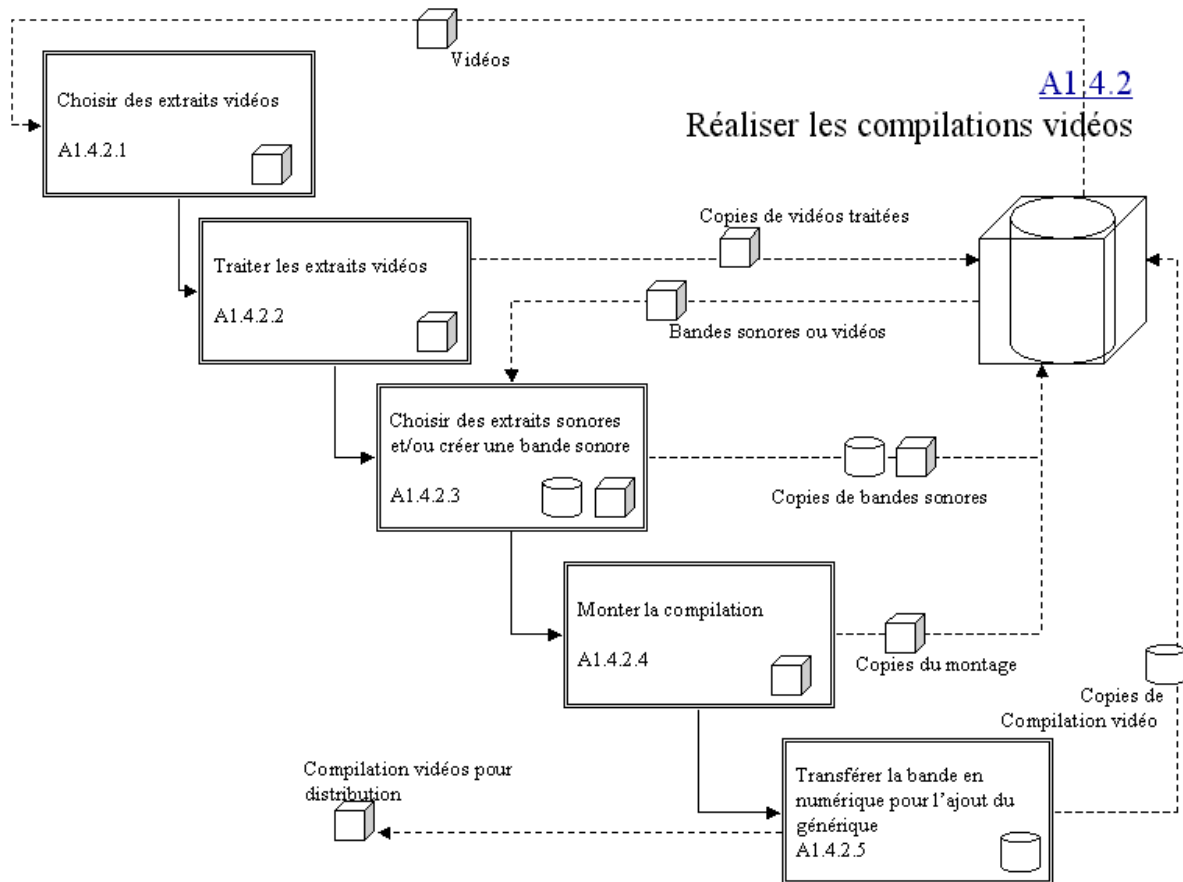 Vidéos
A1.4.2
Réaliser les compilations vidéos
Choisir des extraits vidéos
A1.4.2.1
Copies de vidéos traitées
Traiter les extraits vidéos
A1.4.2.2
Bandes sonores ou vidéos
Choisir des extraits sonores
et/ou créer une bande sonore
A1.4.2.3
Copies de bandes sonores
Monter la compilation
A1.4.2.4
Copies du montage
Copies de
Compilation vidéo
Transférer la bande en
numérique pour l'ajout du
générique
A1.4.2.5
Compilation vidéos pour
distribution